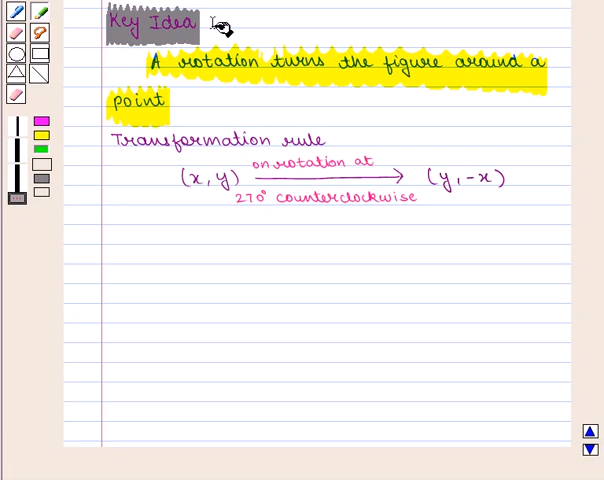 Key Idea
A rotation turns the figure around a
point
Transformation rule
(x, y) on rotation at 270° counterclockwise (y, -x)